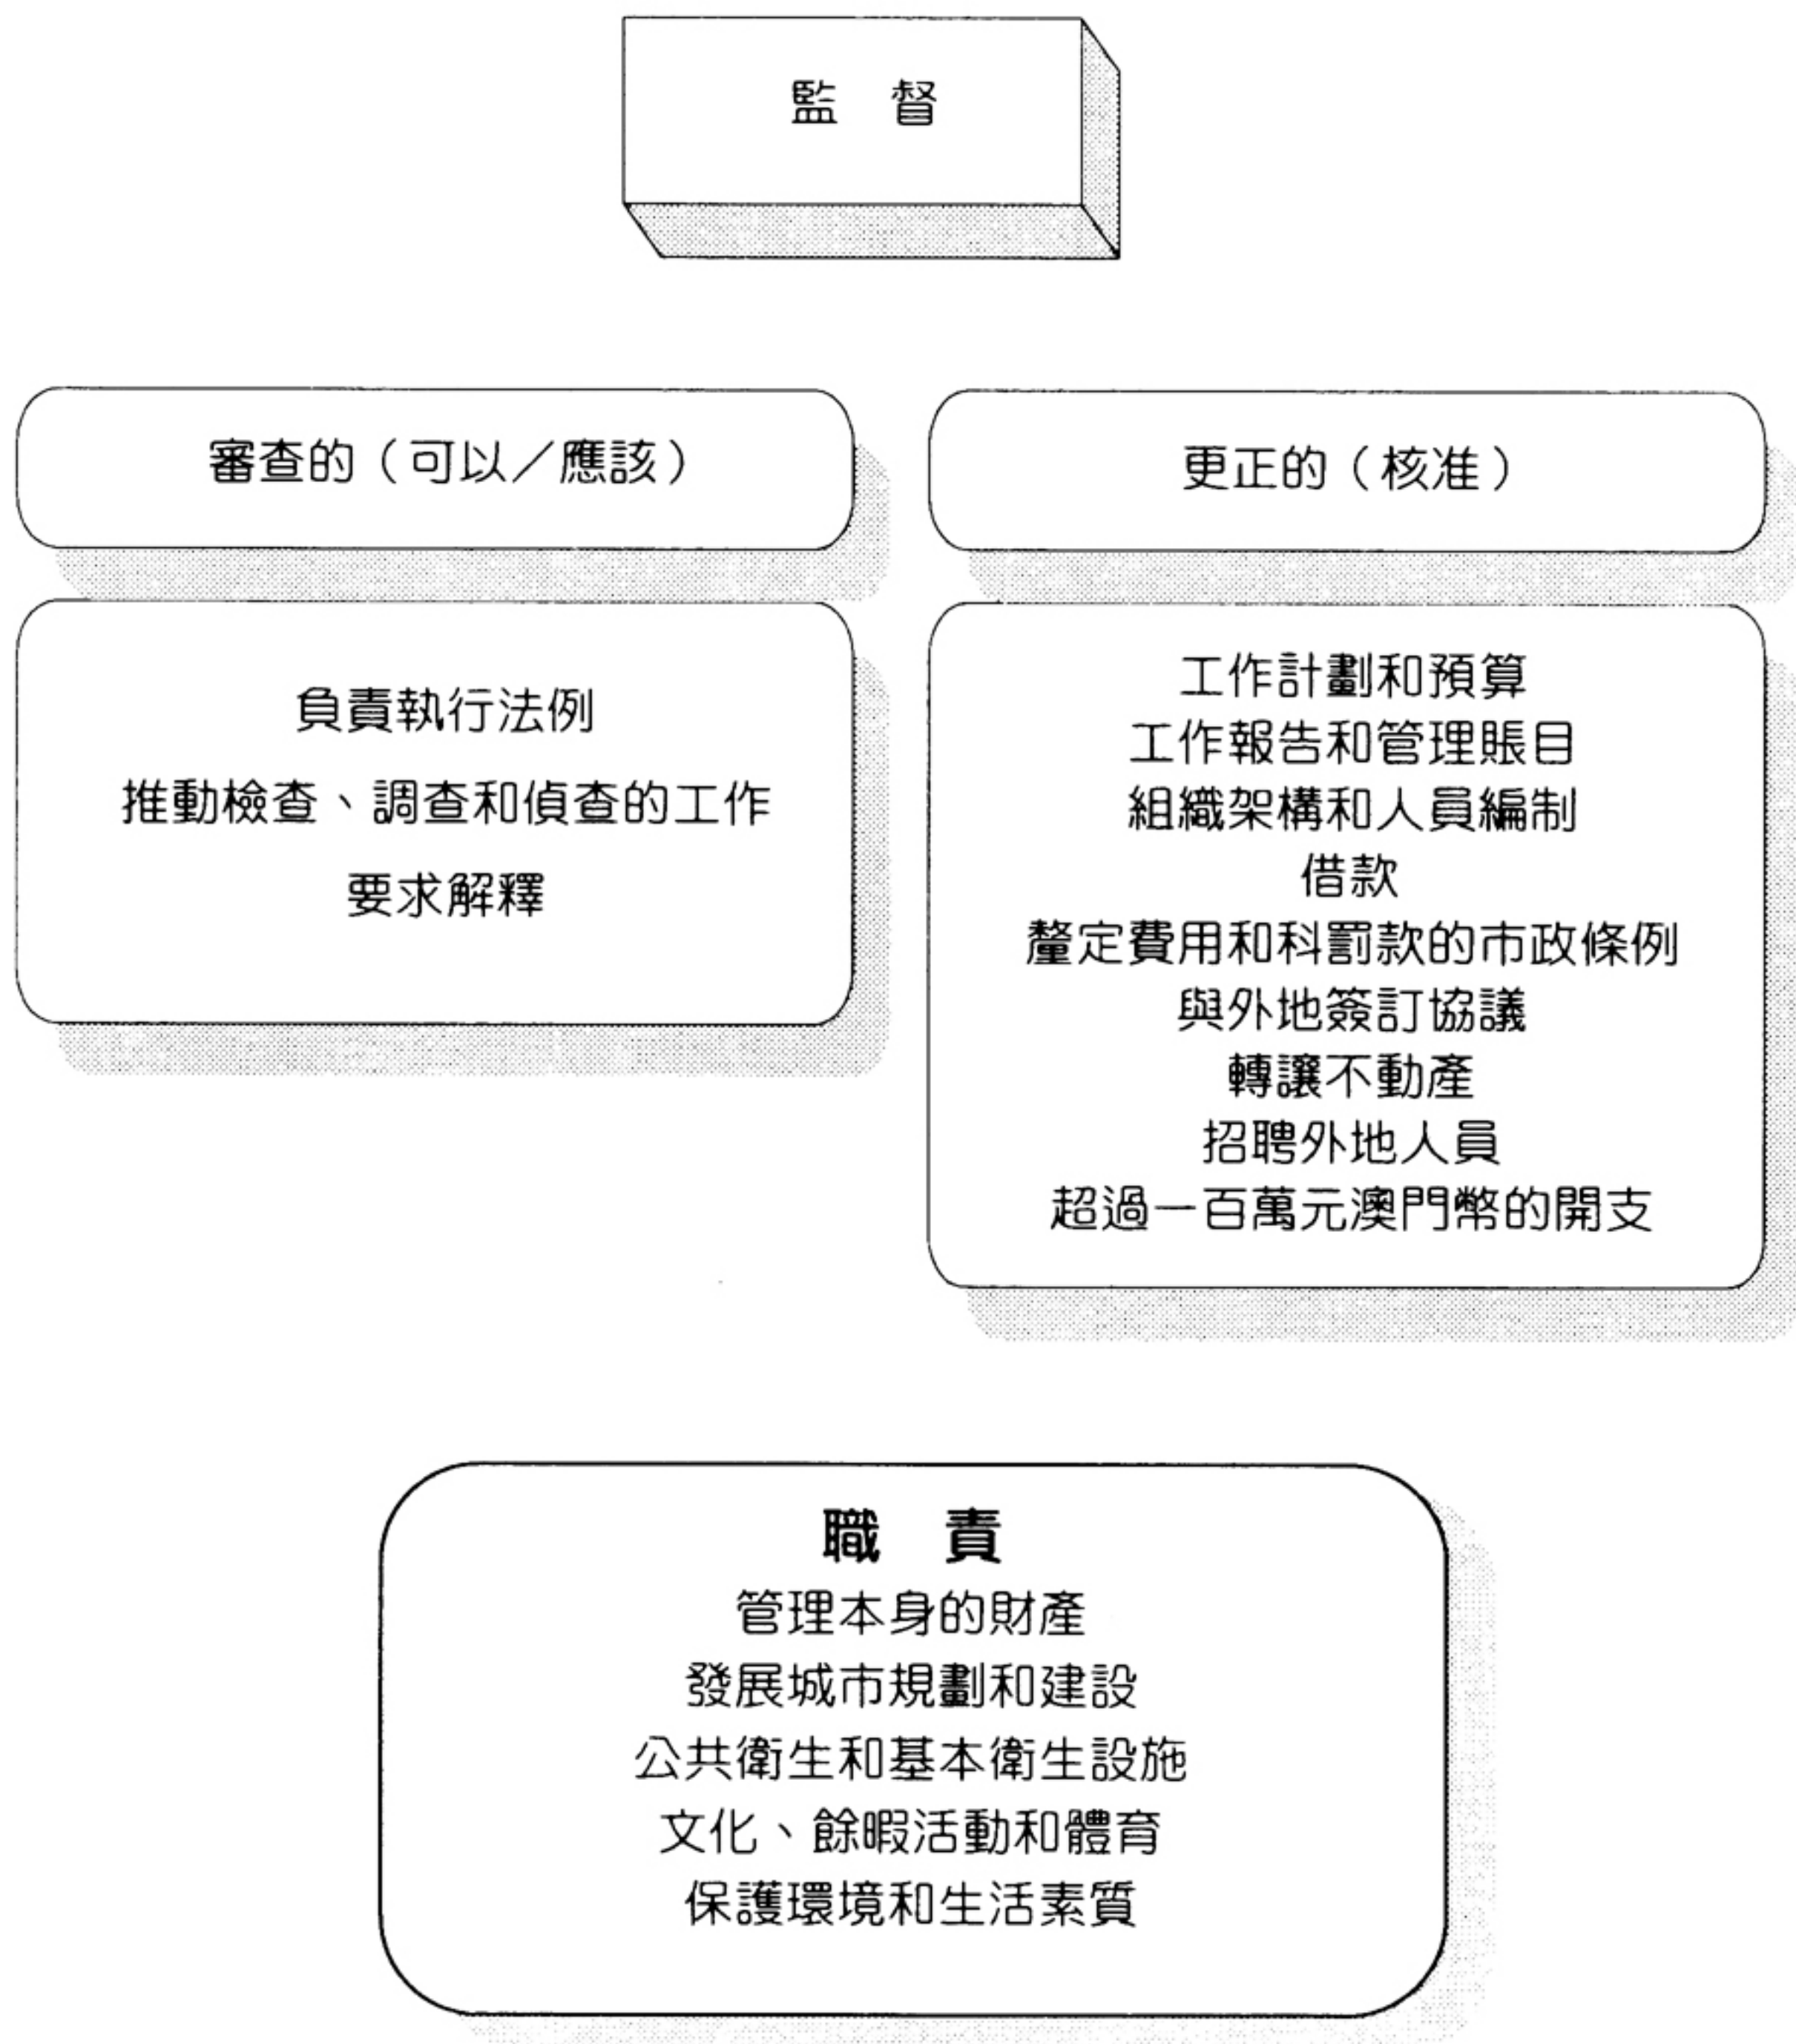 監 督
審查的（可以／應該）
負責執行法例
推動檢查、調查和偵查的工作
要求解釋
更正的（核准）
工作計劃和預算
工作報告和管理賬目
組織架構和人員編制
借款
釐定費用和科罰款的市政條例
與外地簽訂協議
轉讓不動產
招聘外地人員
超過一百萬元澳門幣的開支
職 責
管理本身的財產
發展城市規劃和建設
公共衛生和基本衛生設施
文化、餘暇活動和體育
保護環境和生活素質